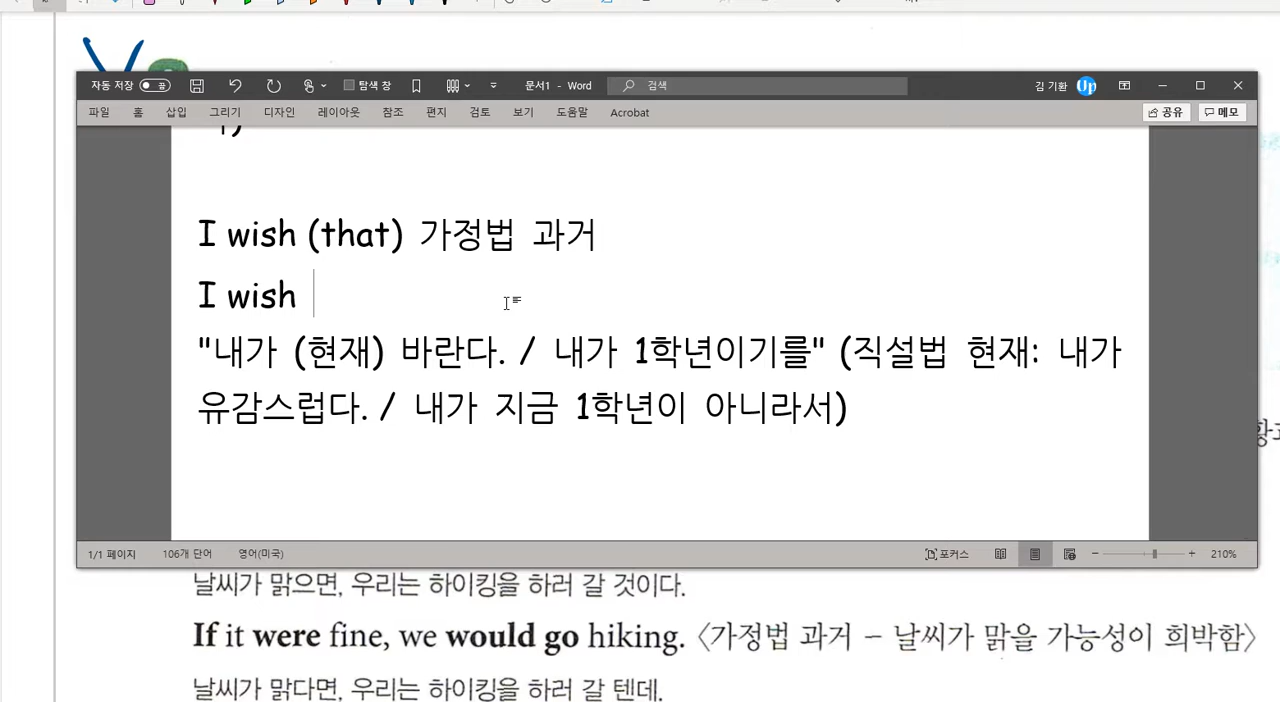 자동 저장 끔 탐색 창 문서1 - Word 검색 김 기환 Up
파일 홈 삽입 그리기 디자인 레이아웃 참조 편지 검토 보기 도움말 Acrobat 공유 메모
I wish (that) 가정법 과거
I wish
"내가 (현재) 바란다. / 내가 1학년이기를" (직설법 현재: 내가
유감스럽다. / 내가 지금 1학년이 아니라서)
1/1 페이지 106개 단어 영어(미국) 포커스 210%
날씨가 맑으면, 우리는 하이킹을 하러 갈 것이다.
If it were fine, we would go hiking. 〈가정법 과거 – 날씨가 맑을 가능성이 희박함〉
날씨가 맑다면, 우리는 하이킹을 하러 갈 텐데.